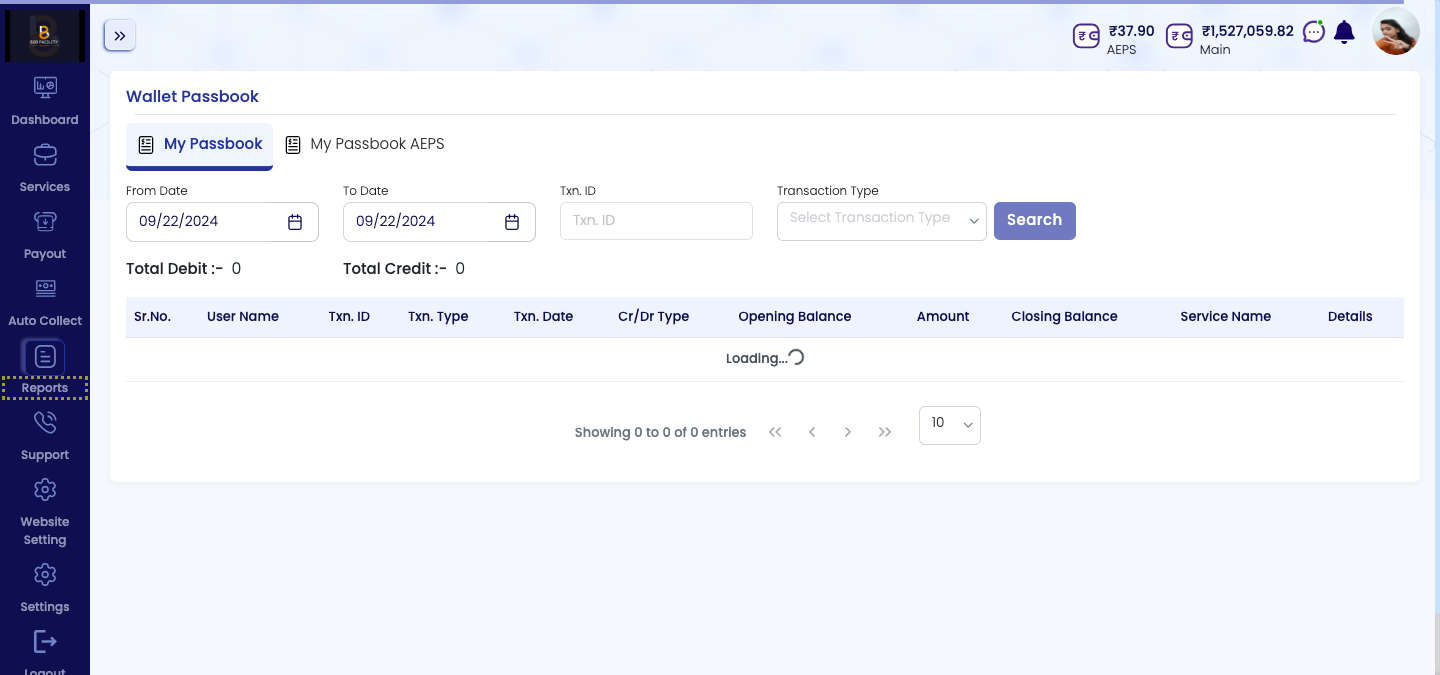 B2B FACILITY
₹37.90
AEPS
₹1,527,059.82
Main
Dashboard
Services
Payout
Auto Collect
Reports
Support
Website
Setting
Settings
Logout
Wallet Passbook
My Passbook
My Passbook AEPS
From Date
To Date
Txn. ID
Transaction Type
09/22/2024
09/22/2024
Txn. ID
Select Transaction Type
Search
Total Debit :- 0
Total Credit :- 0
Sr.No. User Name Txn. ID Txn. Type Txn. Date Cr/Dr Type Opening Balance Amount Closing Balance Service Name Details
Loading...
Showing 0 to 0 of 0 entries
10